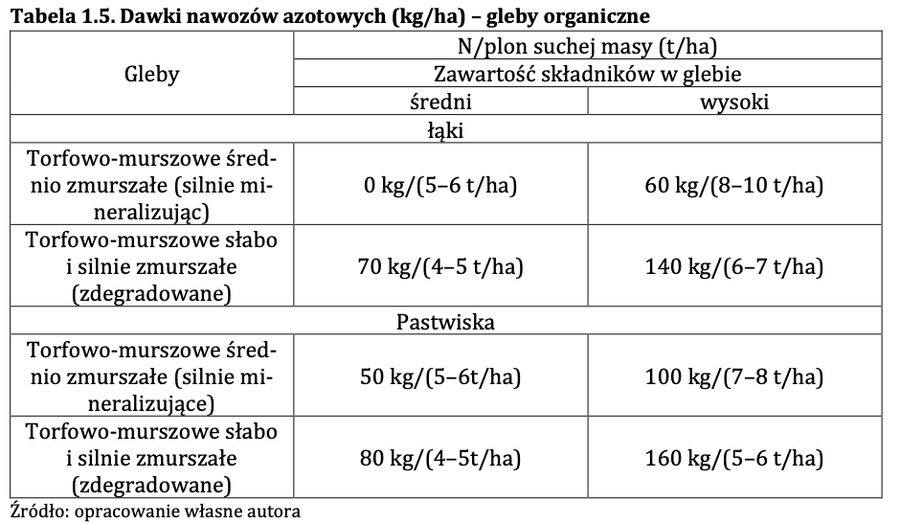 Tabela 1.5. Dawki nawozów azotowych (kg/ha) – gleby organiczne
Gleby
N/plon suchej masy (t/ha)
Zawartość składników w glebie
średni
wysoki
łąki
Torfowo-murszowe śred-
nio zmurszałe (silnie mi-
neralizując)
0 kg/(5–6 t/ha)
60 kg/(8–10 t/ha)
Torfowo-murszowe słabo
i silnie zmurszałe
(zdegradowane)
70 kg/(4–5 t/ha)
140 kg/(6–7 t/ha)
Pastwiska
Torfowo-murszowe śred-
nio zmurszałe (silnie mi-
neralizujące)
50 kg/(5–6t/ha)
100 kg/(7–8 t/ha)
Torfowo-murszowe słabo
i silnie zmurszałe
(zdegradowane)
80 kg/(4–5t/ha)
160 kg/(5–6 t/ha)
Źródło: opracowanie własne autora